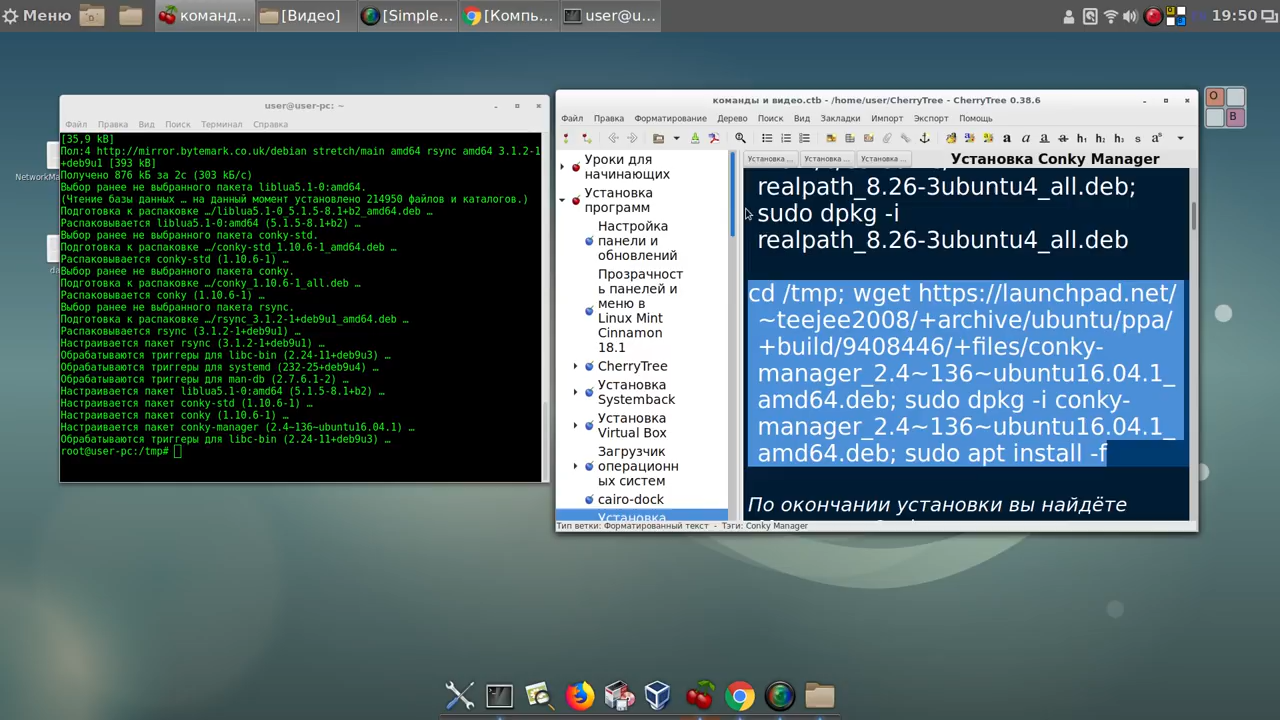 Меню
команд...
[Видео]
[Simple...
[Компь...
user@u...
19:50
user@user-pc: ~
Файл Правка Вид Поиск Терминал Справка
[35,9 kB]
Пол:4 http://mirror.bytemark.co.uk/debian stretch/main amd64 rsync amd64 3.1.2-1
+deb9u1 [393 kB]
Получено 876 кБ за 2с (303 кБ/с)
Выбор ранее не выбранного пакета liblua5.1-0:amd64.
(Чтение базы данных … на данный момент установлено 214950 файлов и каталогов.)
Подготовка к распаковке …/liblua5.1-0_5.1.5-8.1+b2_amd64.deb …
Распаковывается liblua5.1-0:amd64 (5.1.5-8.1+b2) …
Выбор ранее не выбранного пакета conky-std.
Подготовка к распаковке …/conky-std_1.10.6-1_amd64.deb …
Распаковывается conky-std (1.10.6-1) …
Выбор ранее не выбранного пакета conky.
Подготовка к распаковке …/conky_1.10.6-1_all.deb …
Распаковывается conky (1.10.6-1) …
Выбор ранее не выбранного пакета rsync.
Подготовка к распаковке …/rsync_3.1.2-1+deb9u1_amd64.deb …
Распаковывается rsync (3.1.2-1+deb9u1) …
Настраивается пакет rsync (3.1.2-1+deb9u1) …
Обрабатываются триггеры для libc-bin (2.24-11+deb9u3) …
Обрабатываются триггеры для systemd (232-25+deb9u4) …
Обрабатываются триггеры для man-db (2.7.6.1-2) …
Настраивается пакет liblua5.1-0:amd64 (5.1.5-8.1+b2) …
Настраивается пакет conky-std (1.10.6-1) …
Настраивается пакет conky (1.10.6-1) …
Настраивается пакет conky-manager (2.4~136~ubuntu16.04.1) …
Обрабатываются триггеры для libc-bin (2.24-11+deb9u3) …
root@user-pc:/tmp#
команды и видео.ctb - /home/user/CherryTree - CherryTree 0.38.6
Файл Правка Форматирование Дерево Поиск Вид Закладки Импорт Экспорт Помощь
a a a a h₁ h₂ h₃ s aᵃ
Уроки для
начинающих
Установка
программ
Настройка
панели и
обновлений
Прозрачност
ь панелей и
меню в
Linux Mint
Cinnamon
18.1
CherryTree
Установка
Systemback
Установка
Virtual Box
Загрузчик
операционн
ых систем
cairo-dock
Установка
Установка ... Установка ... Установка ...
Установка Conky Manager
realpath_8.26-3ubuntu4_all.deb;
sudo dpkg -i
realpath_8.26-3ubuntu4_all.deb
cd /tmp; wget https://launchpad.net/
~teejee2008/+archive/ubuntu/ppa/
+build/9408446/+files/conky-
manager_2.4~136~ubuntu16.04.1_
amd64.deb; sudo dpkg -i conky-
manager_2.4~136~ubuntu16.04.1_
amd64.deb; sudo apt install -f
По окончании установки вы найдёте
Тип ветки: Форматированный текст - Тэги: Conky Manager
O
B